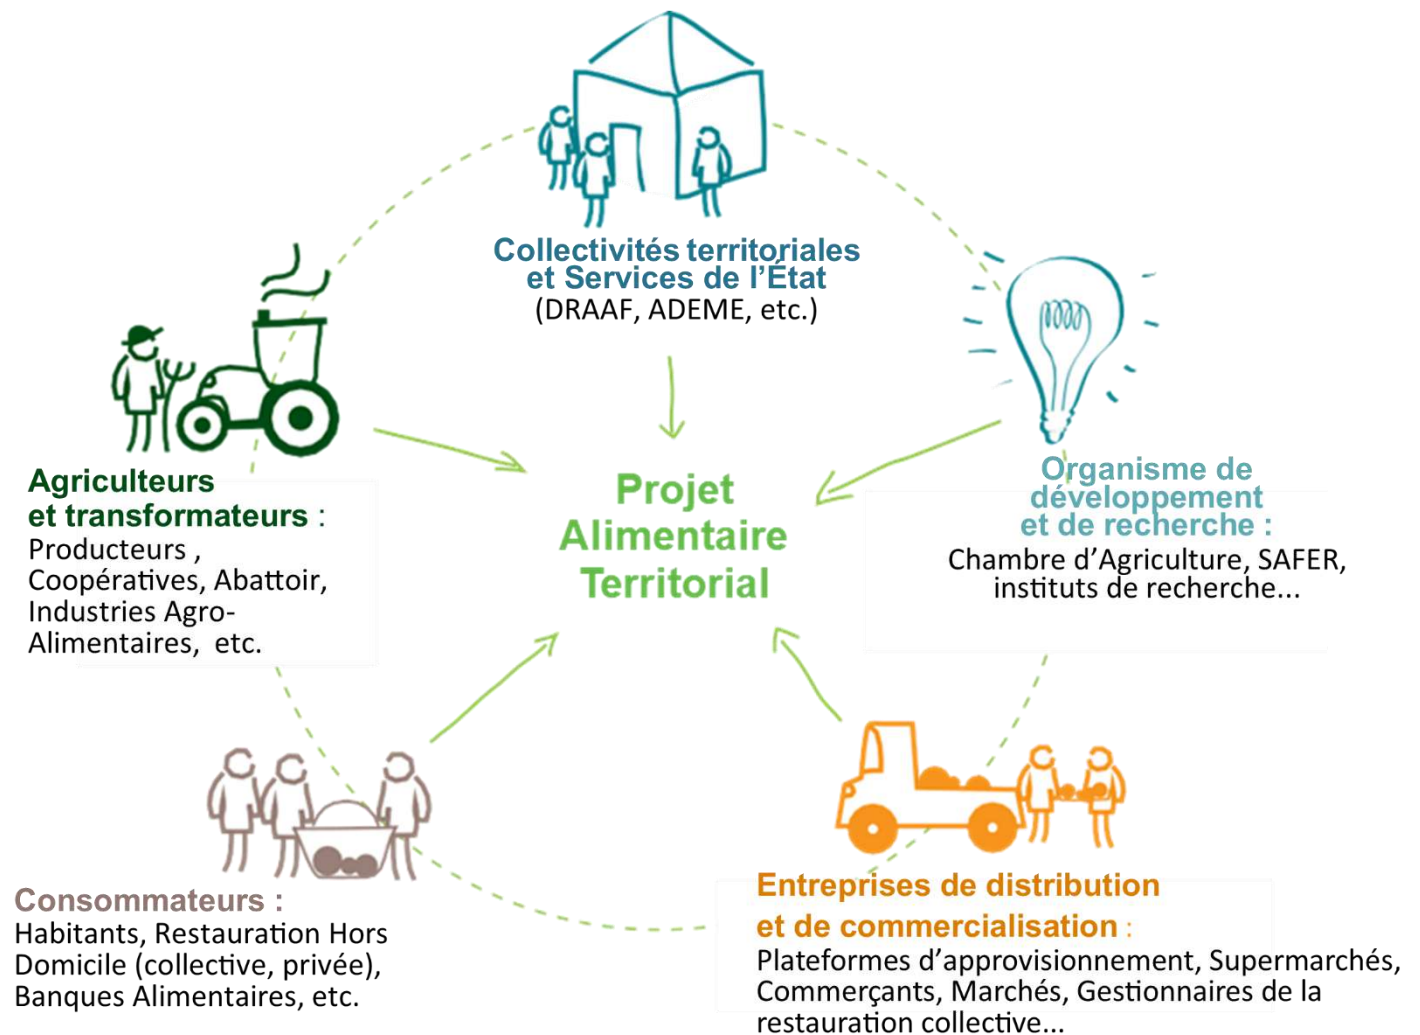 Collectivités territoriales
et Services de l’État
(DRAAF, ADEME, etc.)
Agriculteurs
et transformateurs :
Producteurs ,
Coopératives, Abattoir,
Industries Agro-
Alimentaires,  etc.
Projet
Alimentaire
Territorial
Organisme de
développement
et de recherche :
Chambre d’Agriculture, SAFER,
instituts de recherche...
Consommateurs :
Habitants, Restauration Hors
Domicile (collective, privée),
Banques Alimentaires, etc.
Entreprises de distribution
et de commercialisation :
Plateformes d’approvisionnement, Supermarchés,
Commerçants, Marchés, Gestionnaires de la
restauration collective...